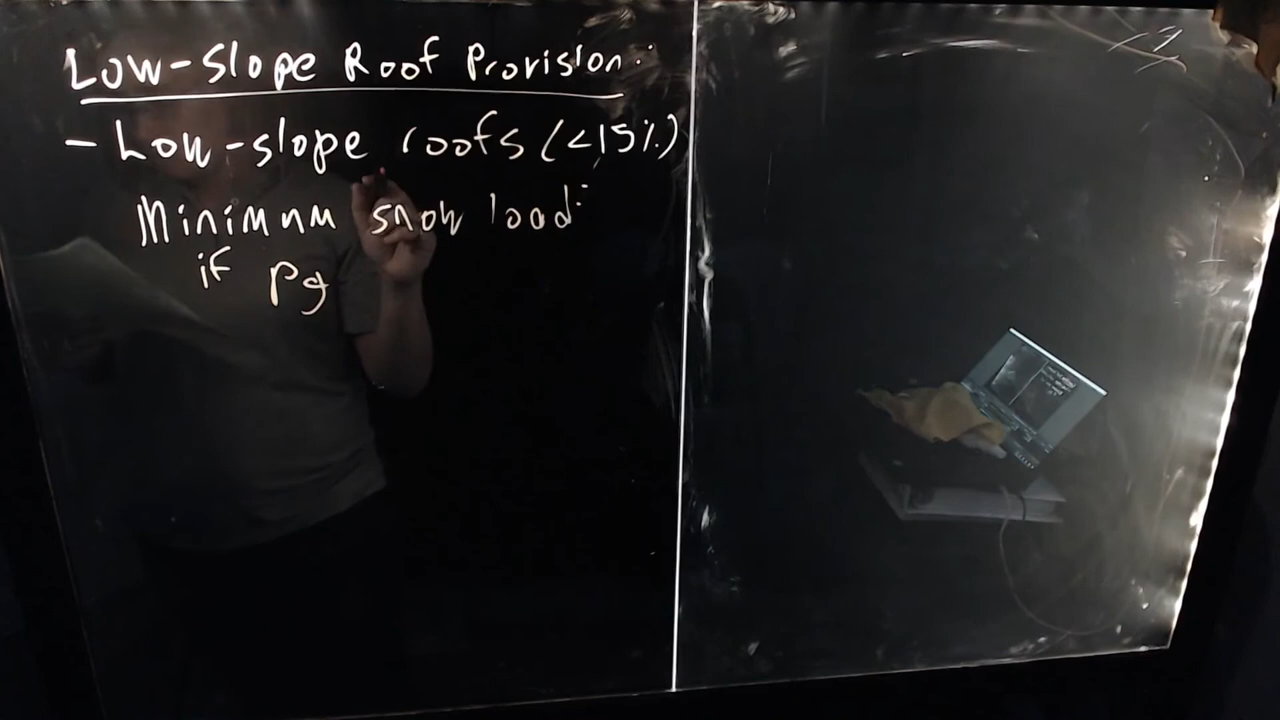 Low-slope Roof Provision:
- Low-slope roofs (<15%)
Minimum snow load:
if Pg